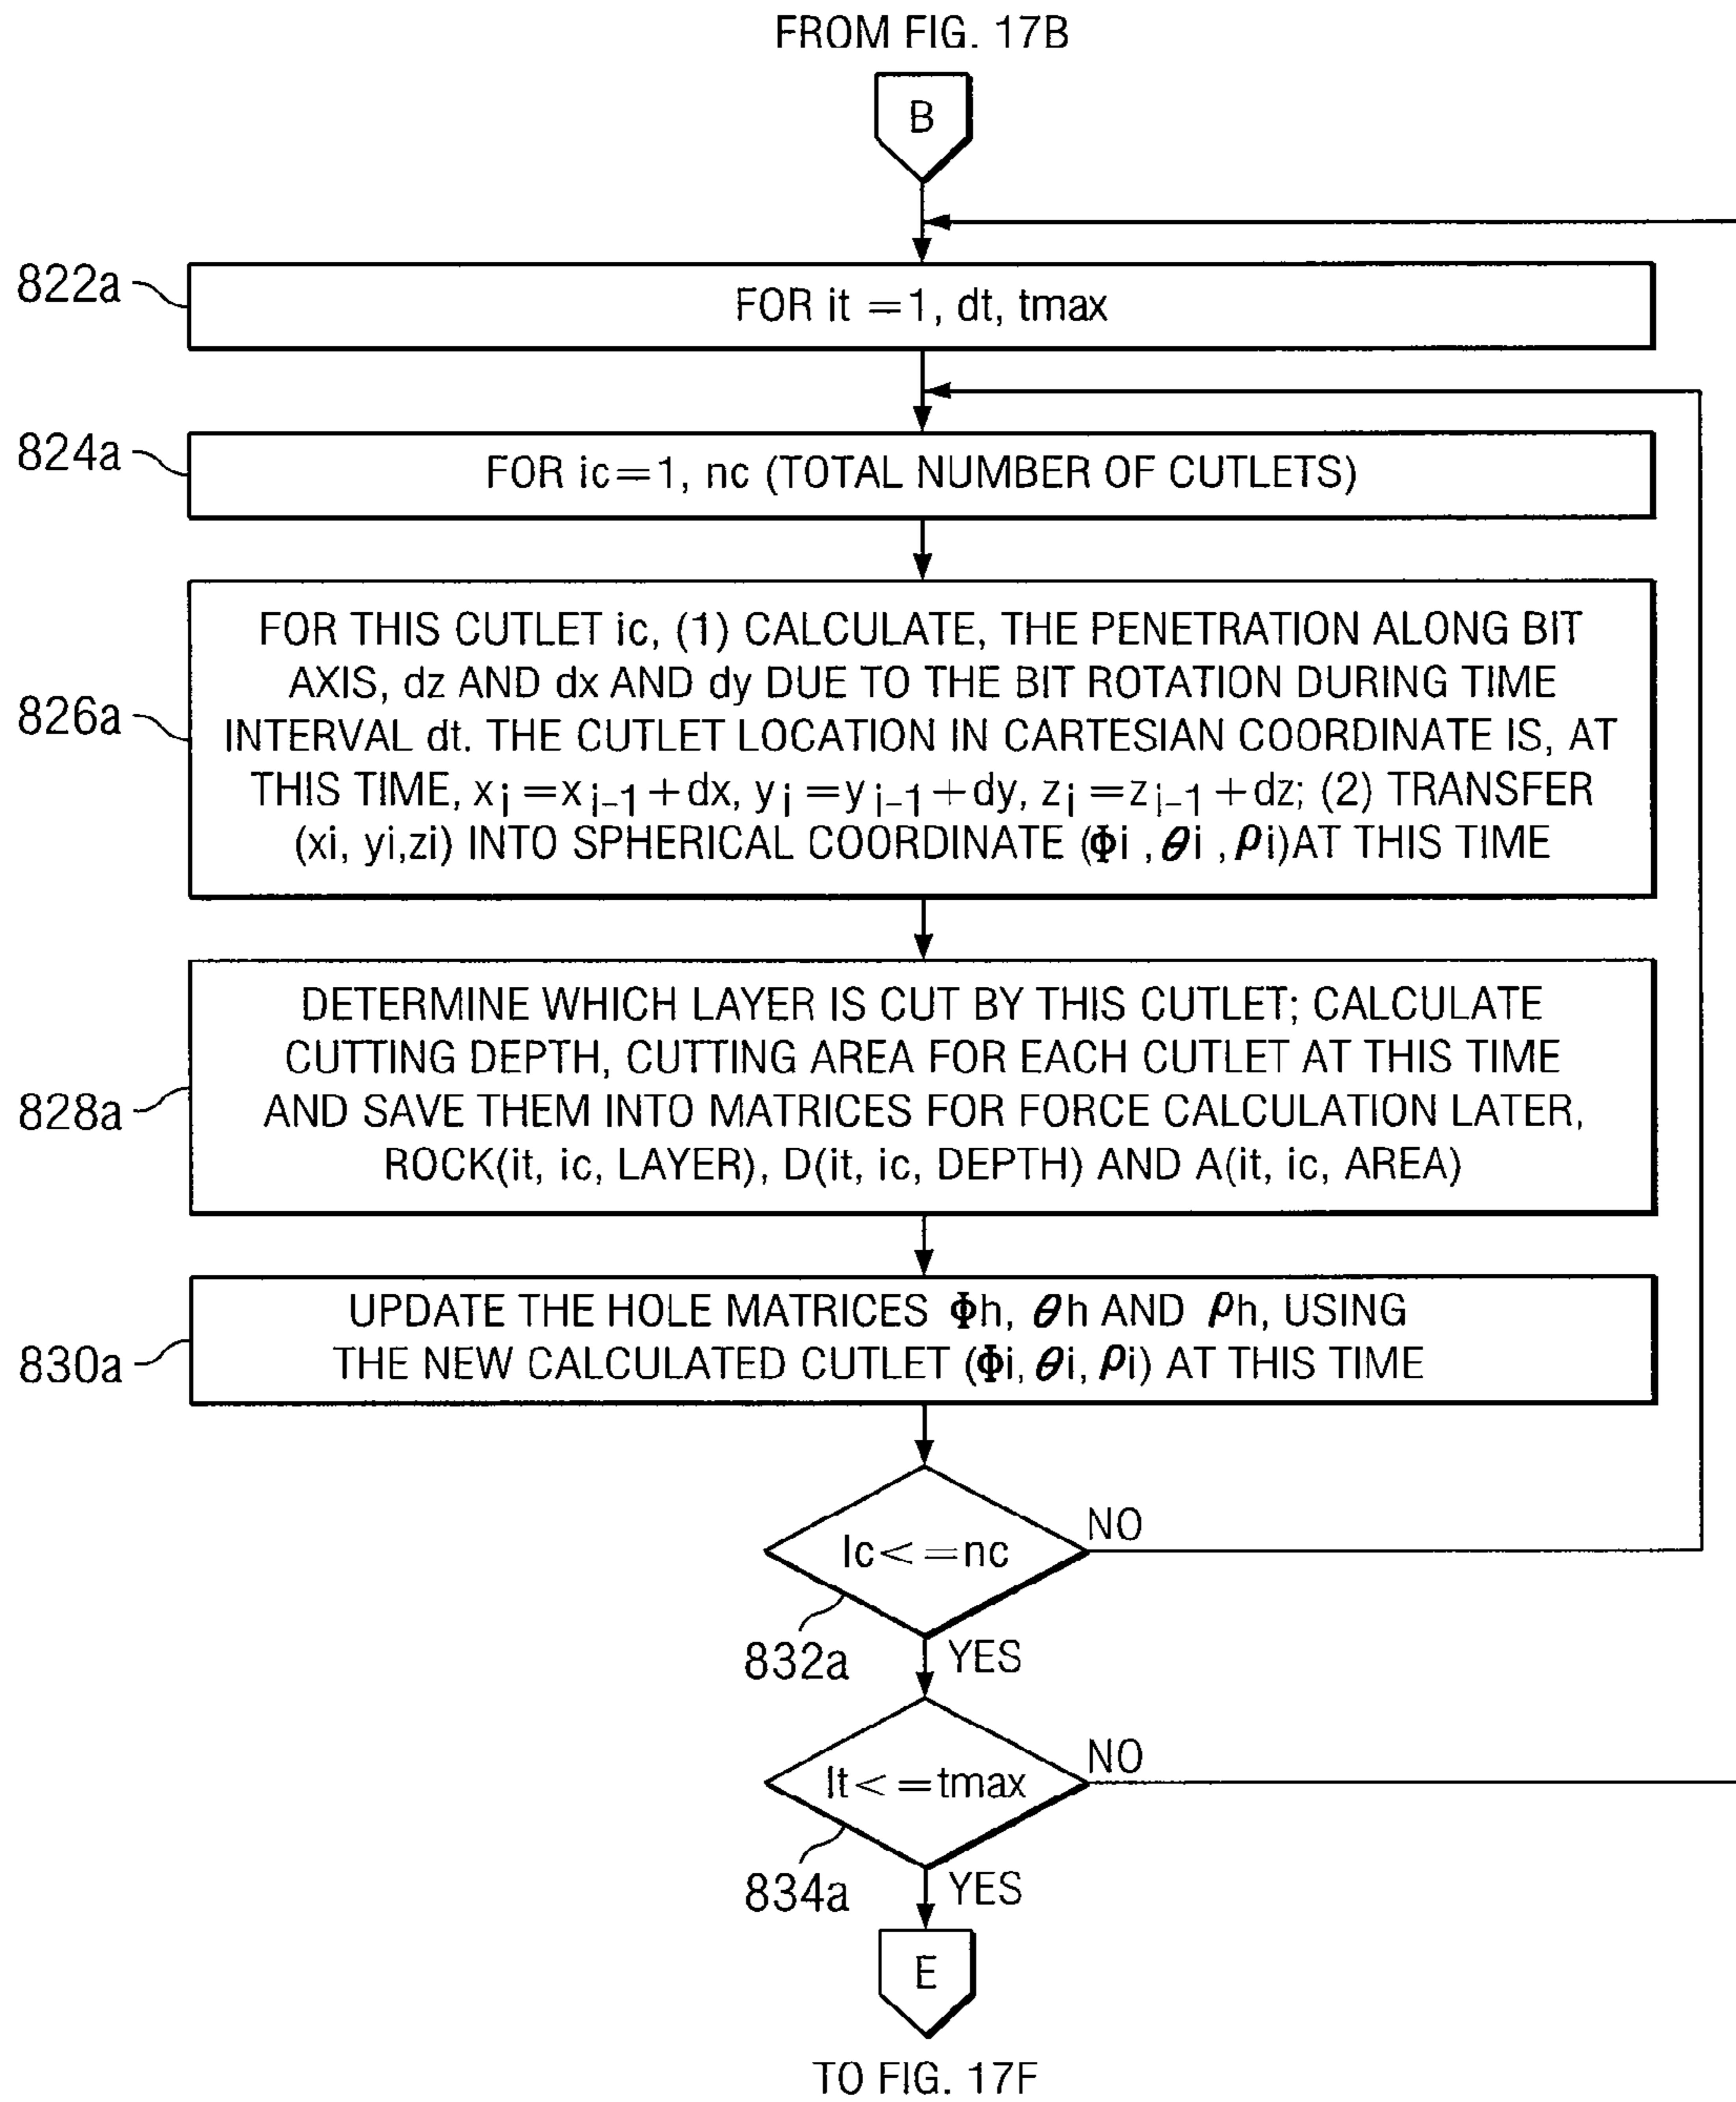 FROM FIG. 17B
B
822a
FOR it =1, dt, tmax
824a
FOR ic=1, nc (TOTAL NUMBER OF CUTLETS)
826a
FOR THIS CUTLET ic, (1) CALCULATE, THE PENETRATION ALONG BIT
AXIS, dz AND dx AND dy DUE TO THE BIT ROTATION DURING TIME
INTERVAL dt. THE CUTLET LOCATION IN CARTESIAN COORDINATE IS, AT
THIS TIME, x_i =x_{i-1} +dx, y_i =y_{i-1} +dy, z_i =z_{i-1} +dz; (2) TRANSFER
(xi, yi,zi) INTO SPHERICAL COORDINATE (Φi ,θi ,ρi)AT THIS TIME
828a
DETERMINE WHICH LAYER IS CUT BY THIS CUTLET; CALCULATE
CUTTING DEPTH, CUTTING AREA FOR EACH CUTLET AT THIS TIME
AND SAVE THEM INTO MATRICES FOR FORCE CALCULATION LATER,
ROCK(it, ic, LAYER), D(it, ic, DEPTH) AND A(it, ic, AREA)
830a
UPDATE THE HOLE MATRICES Φh, θh AND ρh, USING
THE NEW CALCULATED CUTLET (Φi, θi, ρi) AT THIS TIME
Ic<=nc
NO
832a
YES
It<=tmax
NO
834a
YES
E
TO FIG. 17F